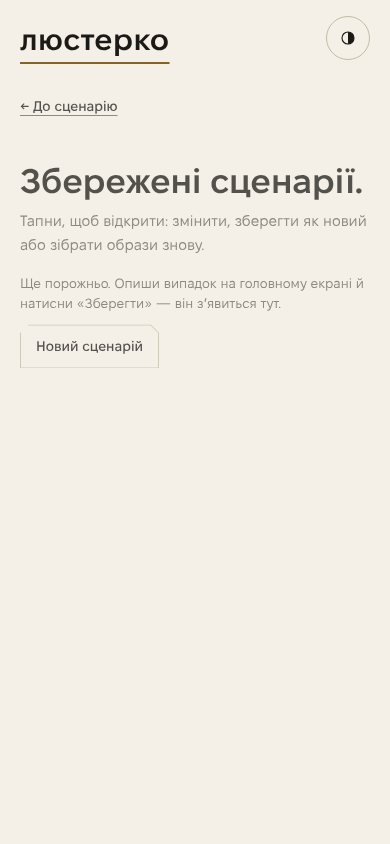 люстерко
← До сценарію
Збережені сценарії.
Тапни, щоб відкрити: змінити, зберегти як новий
або зібрати образи знову.
Ще порожньо. Опиши випадок на головному екрані й
натисни «Зберегти» — він зʼявиться тут.
Новий сценарій